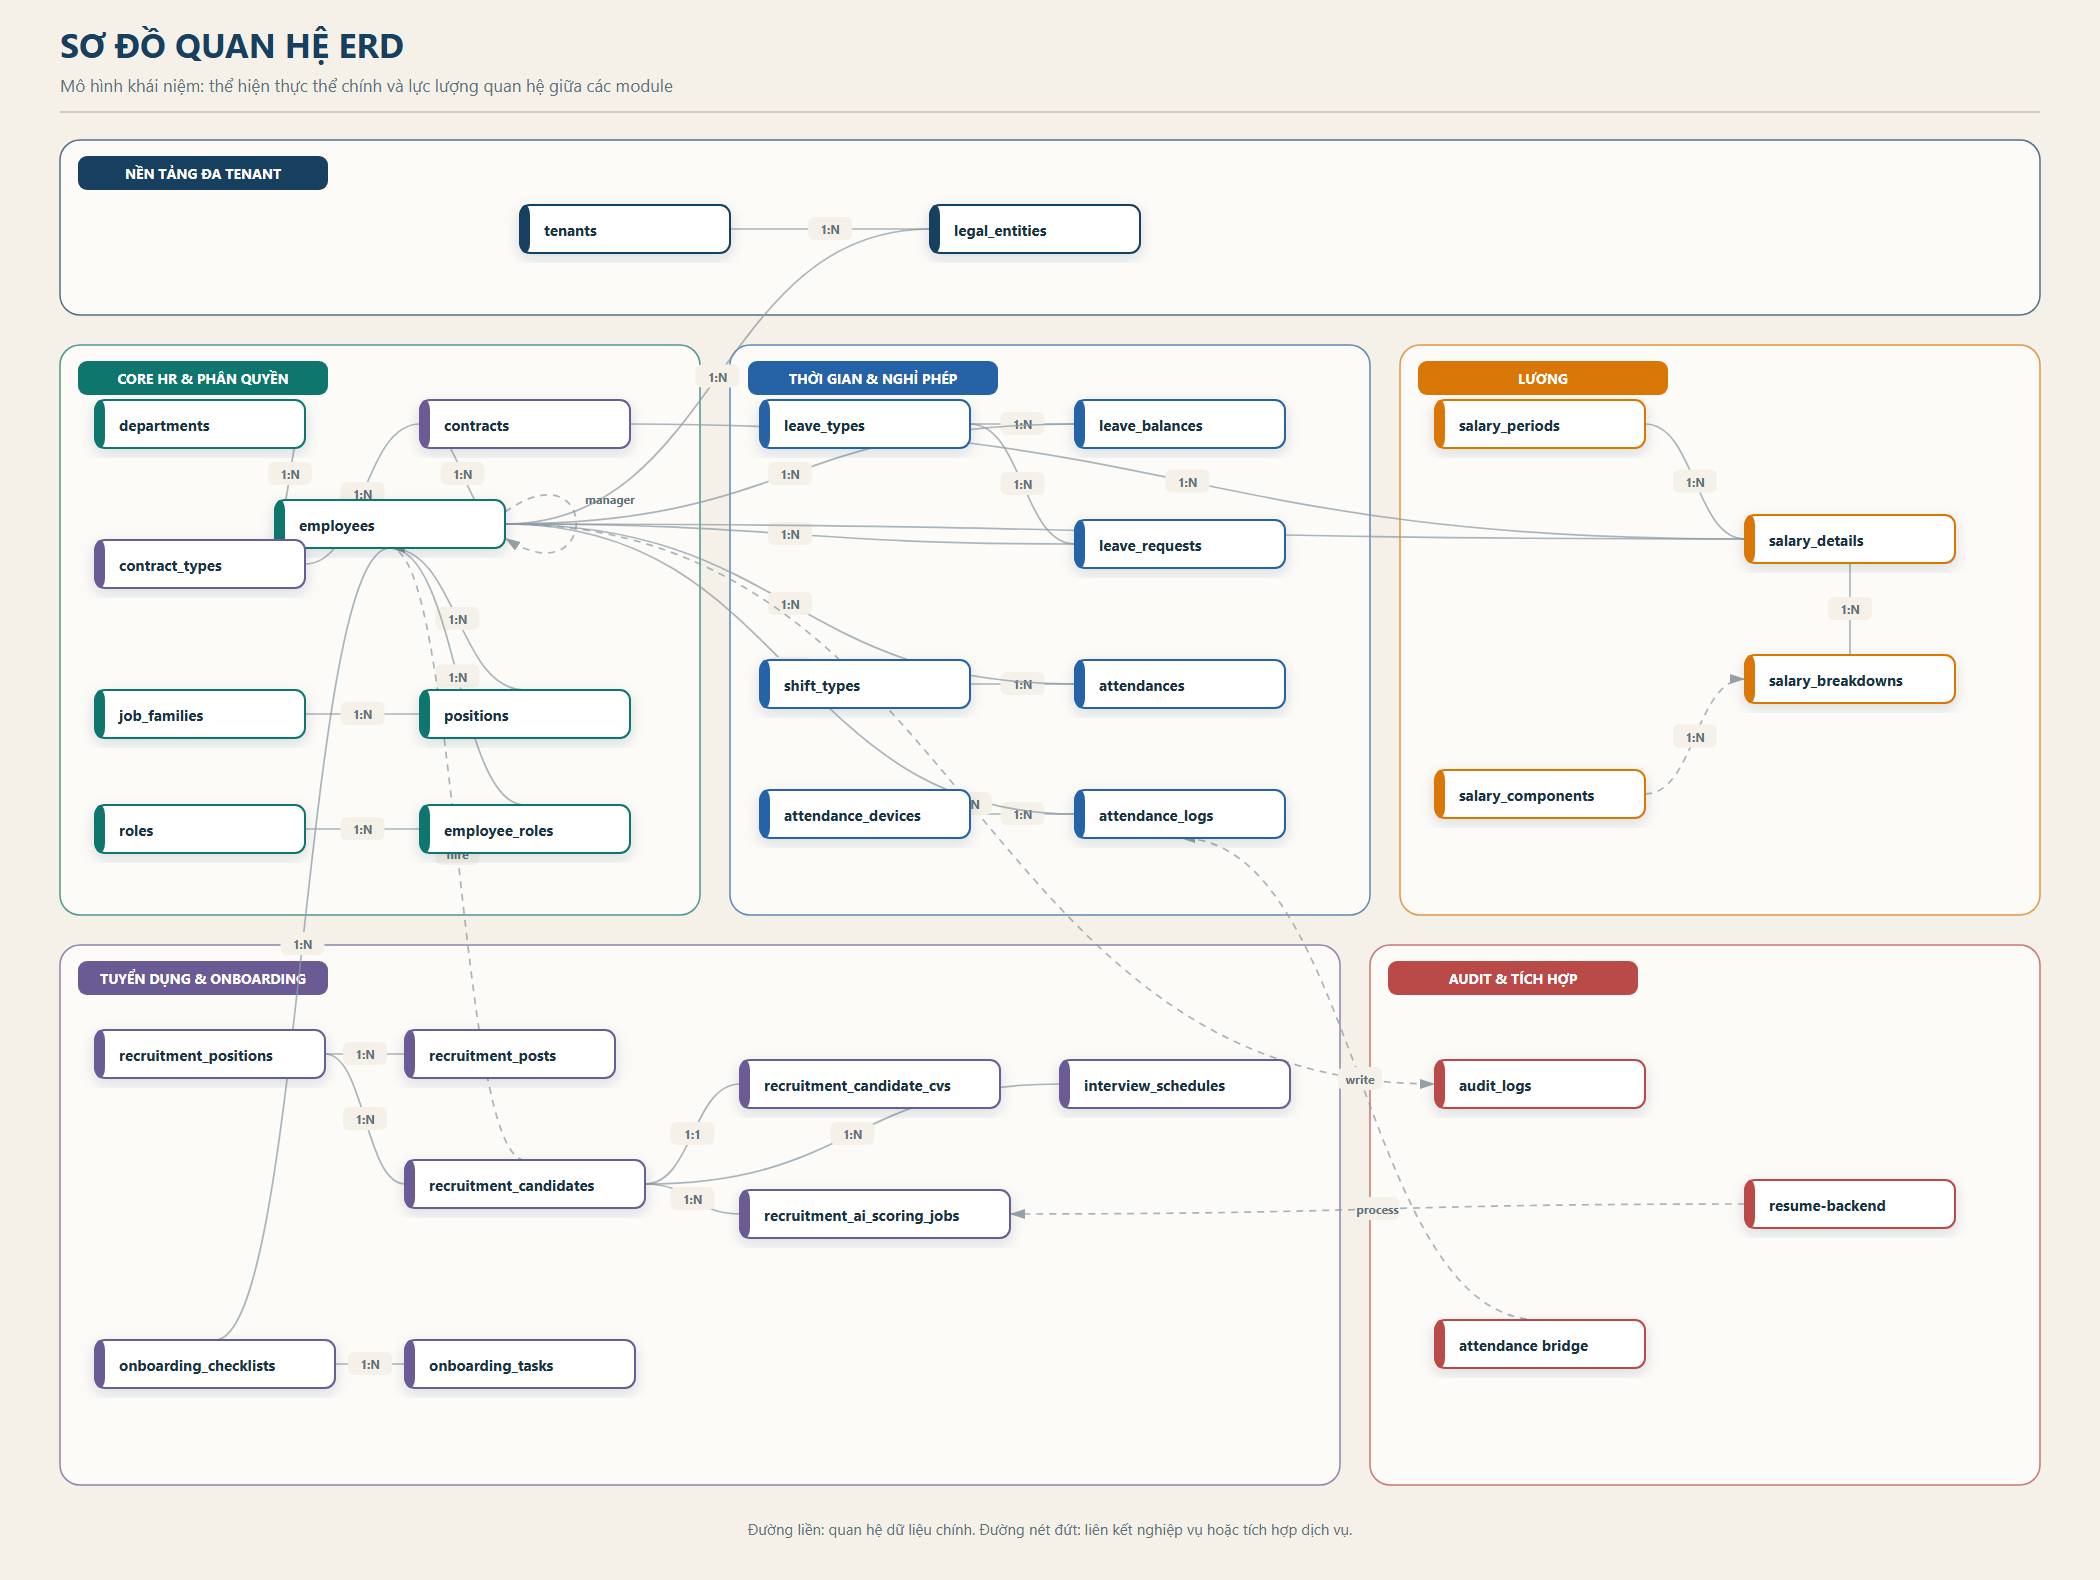 SƠ ĐỒ QUAN HỆ ERD
Mô hình khái niệm: thể hiện thực thể chính và lực lượng quan hệ giữa các module
NỀN TẢNG ĐA TENANT
tenants
1:N
legal_entities
1:N
CORE HR & PHÂN QUYỀN
departments
contracts
1:N
1:N
1:N
manager
employees
contract_types
1:N
1:N
job_families
1:N
positions
roles
1:N
employee_roles
hire
THỜI GIAN & NGHỈ PHÉP
leave_types
1:N
leave_balances
1:N
1:N
1:N
1:N
leave_requests
1:N
shift_types
1:N
attendances
attendance_devices
N
1:N
attendance_logs
LƯƠNG
salary_periods
1:N
salary_details
1:N
salary_breakdowns
1:N
salary_components
1:N
TUYỂN DỤNG & ONBOARDING
recruitment_positions
1:N
recruitment_posts
1:N
recruitment_candidate_cvs
interview_schedules
1:1
1:N
recruitment_candidates
1:N
recruitment_ai_scoring_jobs
onboarding_checklists
1:N
onboarding_tasks
AUDIT & TÍCH HỢP
write
audit_logs
process
resume-backend
attendance bridge
Đường liền: quan hệ dữ liệu chính. Đường nét đứt: liên kết nghiệp vụ hoặc tích hợp dịch vụ.